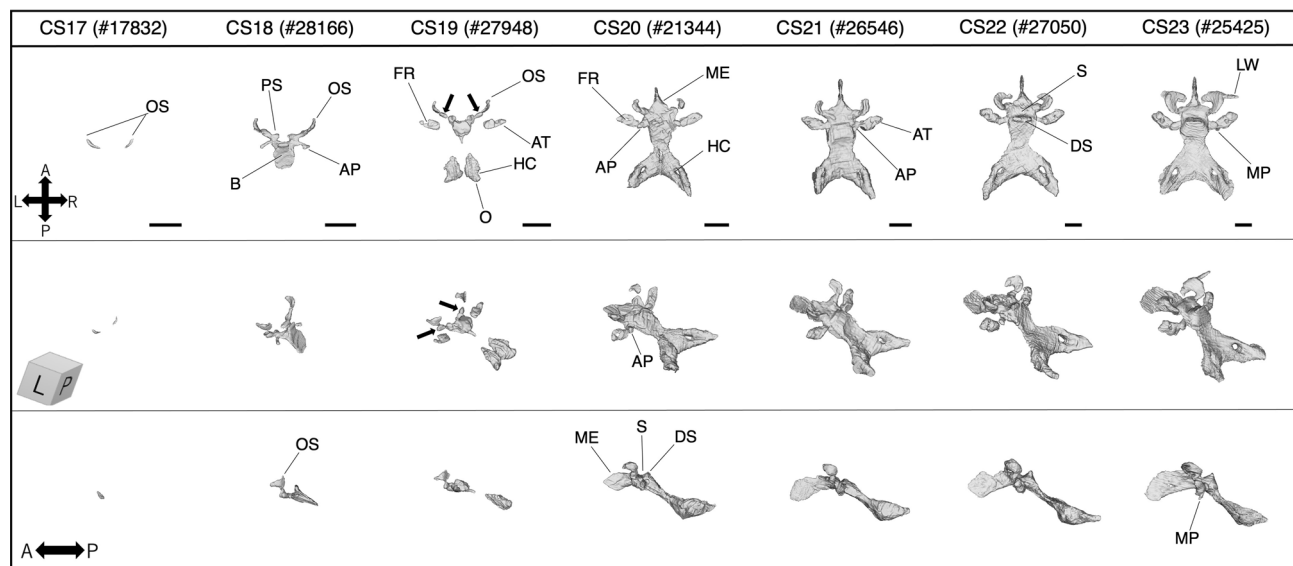 CS17 (#17832) CS18 (#28166) CS19 (#27948) CS20 (#21344) CS21 (#26546) CS22 (#27050) CS23 (#25425)
OS
PS OS
B AP
FR OS
AT
HC
O
FR ME
AP HC
AT
AP
S
DS
LW
MP
A
L R
P
L P
AP
OS
ME S DS
MP
A P